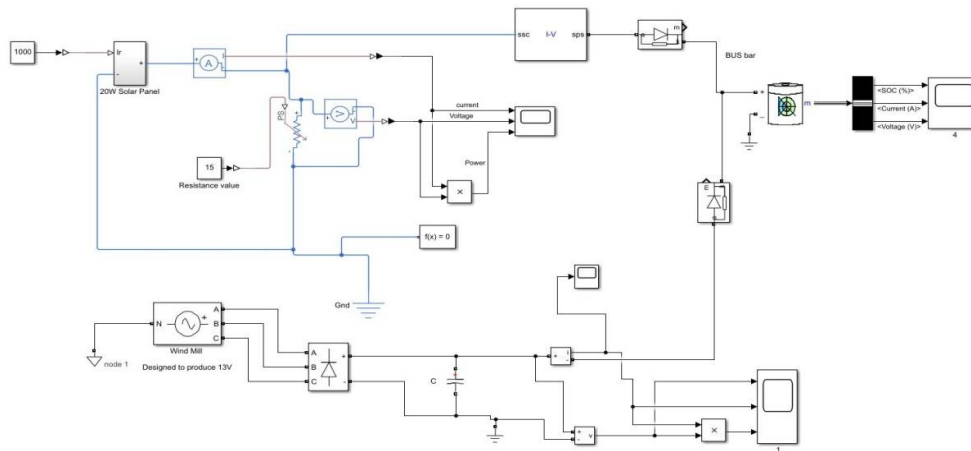 ssc I-V sps
m
BUS bar
1000
Ir
+
-
20W Solar Panel
+ A I
current
Voltage
PS
+
-
V
15
Resistance value
Power
×
f(x) = 0
Gnd
+
-
m
<SOC (%)>
<Current (A)>
<Voltage (V)>
4
N
A
B
C
+
Wind Mill
node 1
Designed to produce 13V
A
B
C
+
-
C
+
i
-
+
-
v
×
1